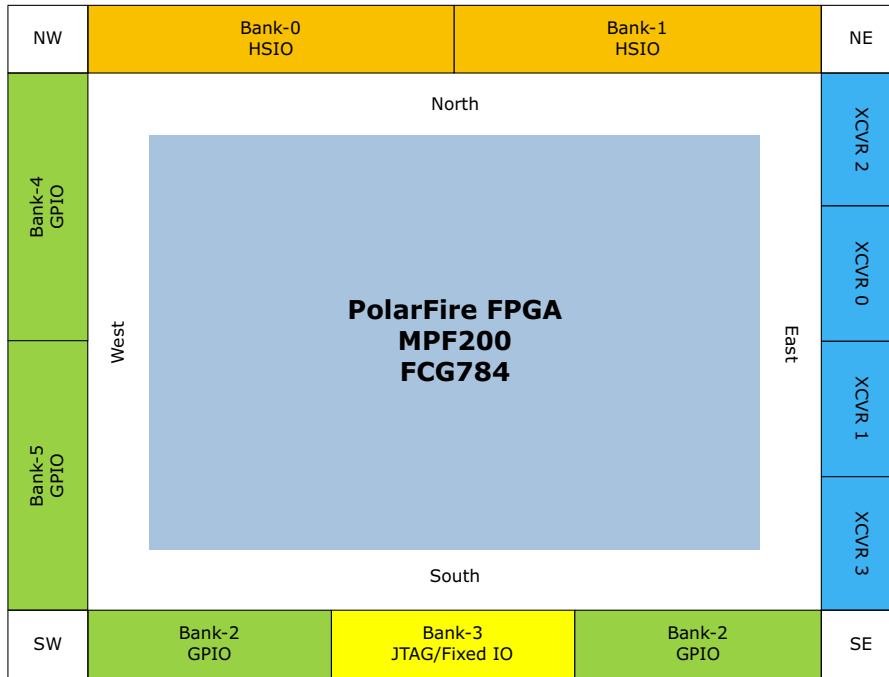 NW
Bank-0
HSIO
Bank-1
HSIO
NE
North
Bank-4
GPIO
XCVR 2
XCVR 0
PolarFire FPGA
MPF200
FCG784
West
East
XCVR 1
Bank-5
GPIO
XCVR 3
South
SW
Bank-2
GPIO
Bank-3
JTAG/Fixed IO
Bank-2
GPIO
SE